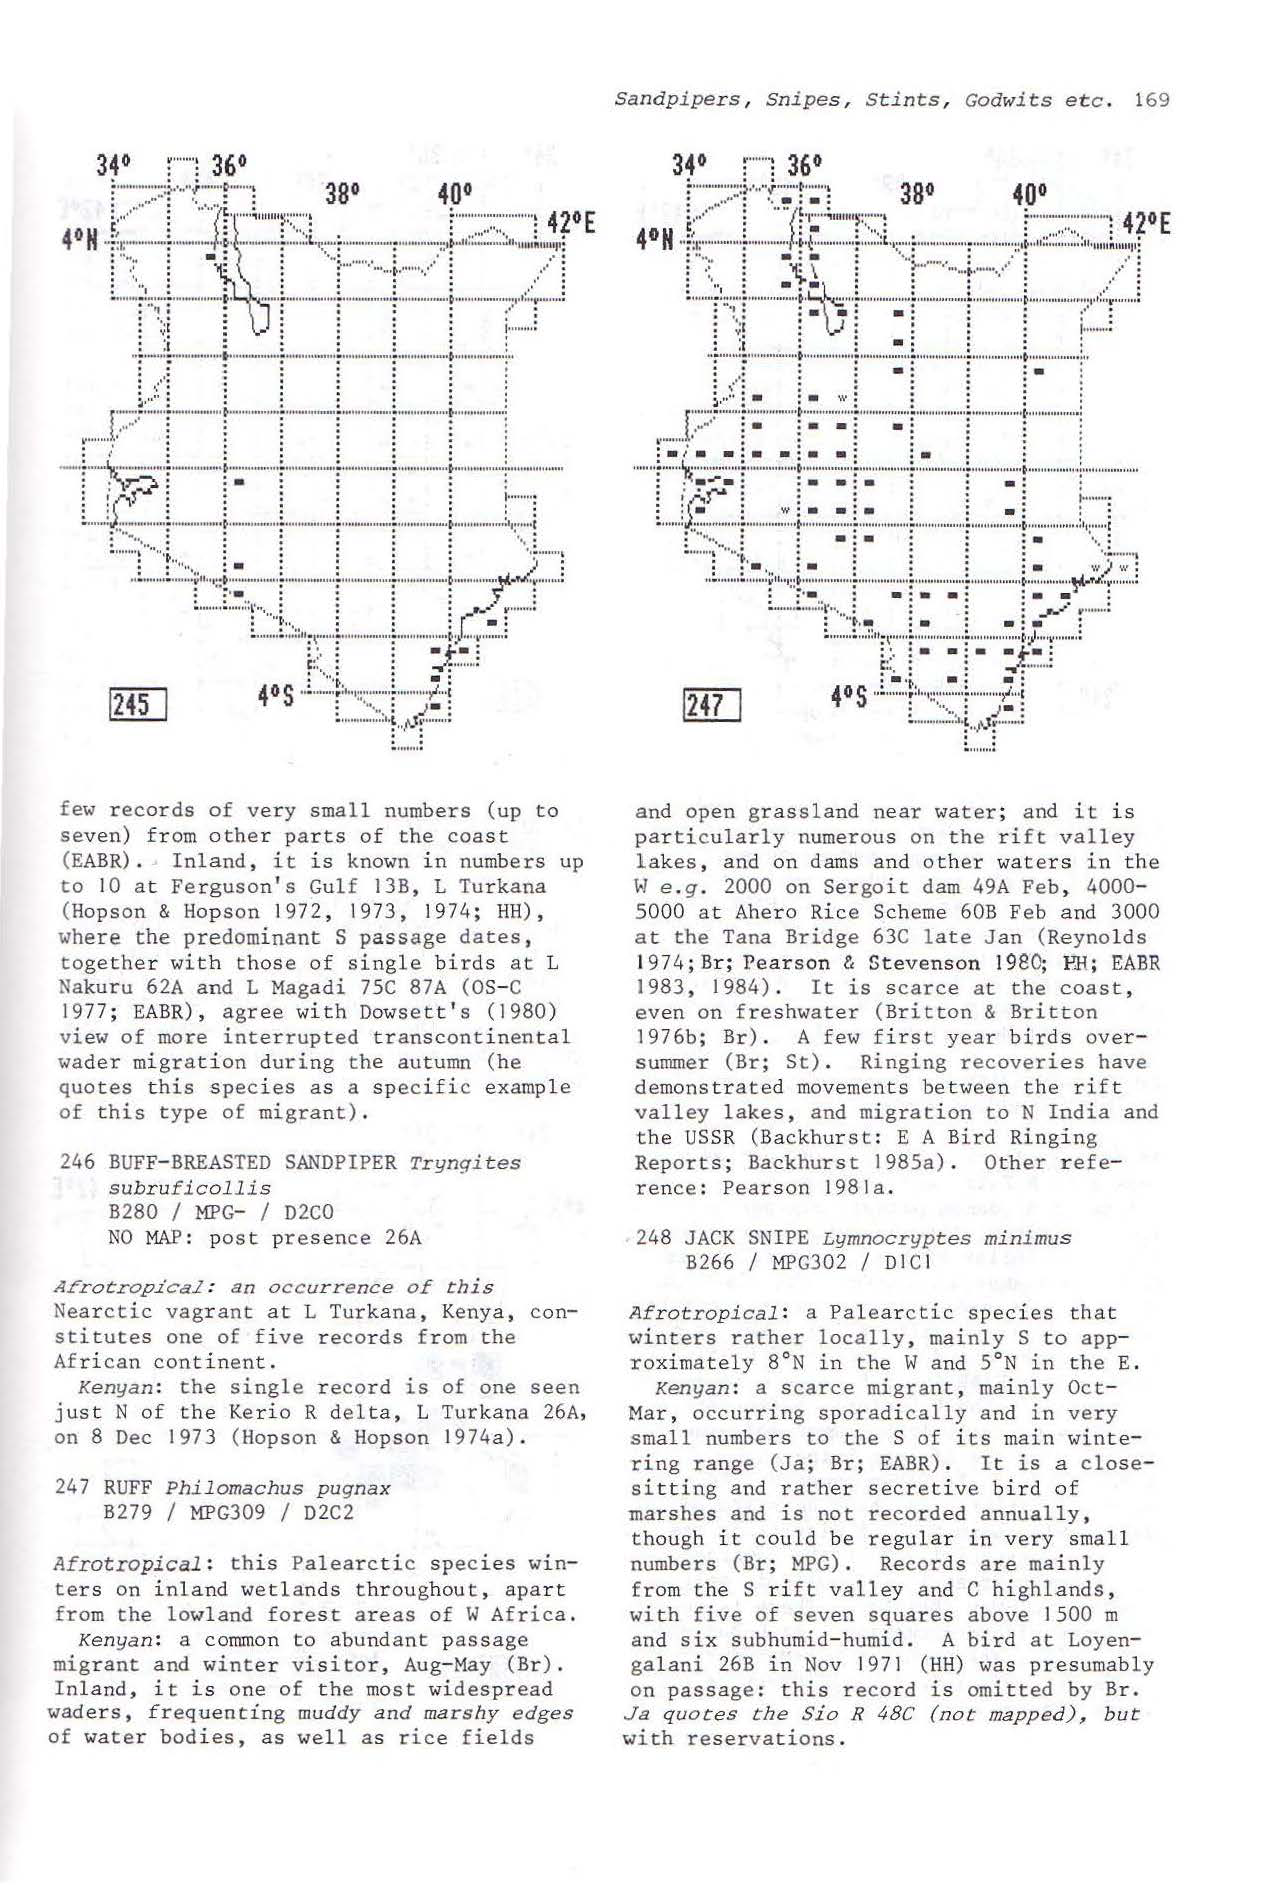 Sandpipers, Snipes, Stints, Godwits etc. 169
34° 36°
38° 40°
42°E
4°N
245
4°S
34° 36°
38° 40°
42°E
4°N
W
W
W W
247
4°S
few records of very small numbers (up to
seven) from other parts of the coast
(EABR). Inland, it is known in numbers up
to 10 at Ferguson's Gulf 13B, L Turkana
(Hopson & Hopson 1972, 1973, 1974; HH),
where the predominant S passage dates,
together with those of single birds at L
Nakuru 62A and L Magadi 75C 87A (OS-C
1977; EABR), agree with Dowsett's (1980)
view of more interrupted transcontinental
wader migration during the autumn (he
quotes this species as a specific example
of this type of migrant).
246 BUFF-BREASTED SANDPIPER Tryngites
subruficollis
B280 / MPG- / D2C0
NO MAP: post presence 26A
Afrotropical: an occurrence of this
Nearctic vagrant at L Turkana, Kenya, con-
stitutes one of five records from the
African continent.
Kenyan: the single record is of one seen
just N of the Kerio R delta, L Turkana 26A,
on 8 Dec 1973 (Hopson & Hopson 1974a).
247 RUFF Philomachus pugnax
B279 / MPG309 / D2C2
Afrotropical: this Palearctic species win-
ters on inland wetlands throughout, apart
from the lowland forest areas of W Africa.
Kenyan: a common to abundant passage
migrant and winter visitor, Aug-May (Br).
Inland, it is one of the most widespread
waders, frequenting muddy and marshy edges
of water bodies, as well as rice fields
and open grassland near water; and it is
particularly numerous on the rift valley
lakes, and on dams and other waters in the
W e.g. 2000 on Sergoit dam 49A Feb, 4000-
5000 at Ahero Rice Scheme 60B Feb and 3000
at the Tana Bridge 63C late Jan (Reynolds
1974; Br; Pearson & Stevenson 1980; HH; EABR
1983, 1984). It is scarce at the coast,
even on freshwater (Britton & Britton
1976b; Br). A few first year birds over-
summer (Br; St). Ringing recoveries have
demonstrated movements between the rift
valley lakes, and migration to N India and
the USSR (Backhurst: E A Bird Ringing
Reports; Backhurst 1985a). Other refe-
rence: Pearson 1981a.
248 JACK SNIPE Lymnocryptes minimus
B266 / MPG302 / D1C1
Afrotropical: a Palearctic species that
winters rather locally, mainly S to app-
roximately 8°N in the W and 5°N in the E.
Kenyan: a scarce migrant, mainly Oct-
Mar, occurring sporadically and in very
small numbers to the S of its main winte-
ring range (Ja; Br; EABR). It is a close-
sitting and rather secretive bird of
marshes and is not recorded annually,
though it could be regular in very small
numbers (Br; MPG). Records are mainly
from the S rift valley and C highlands,
with five of seven squares above 1500 m
and six subhumid-humid. A bird at Loyen-
galani 26B in Nov 1971 (HH) was presumably
on passage: this record is omitted by Br.
Ja quotes the Sio R 48C (not mapped), but
with reservations.